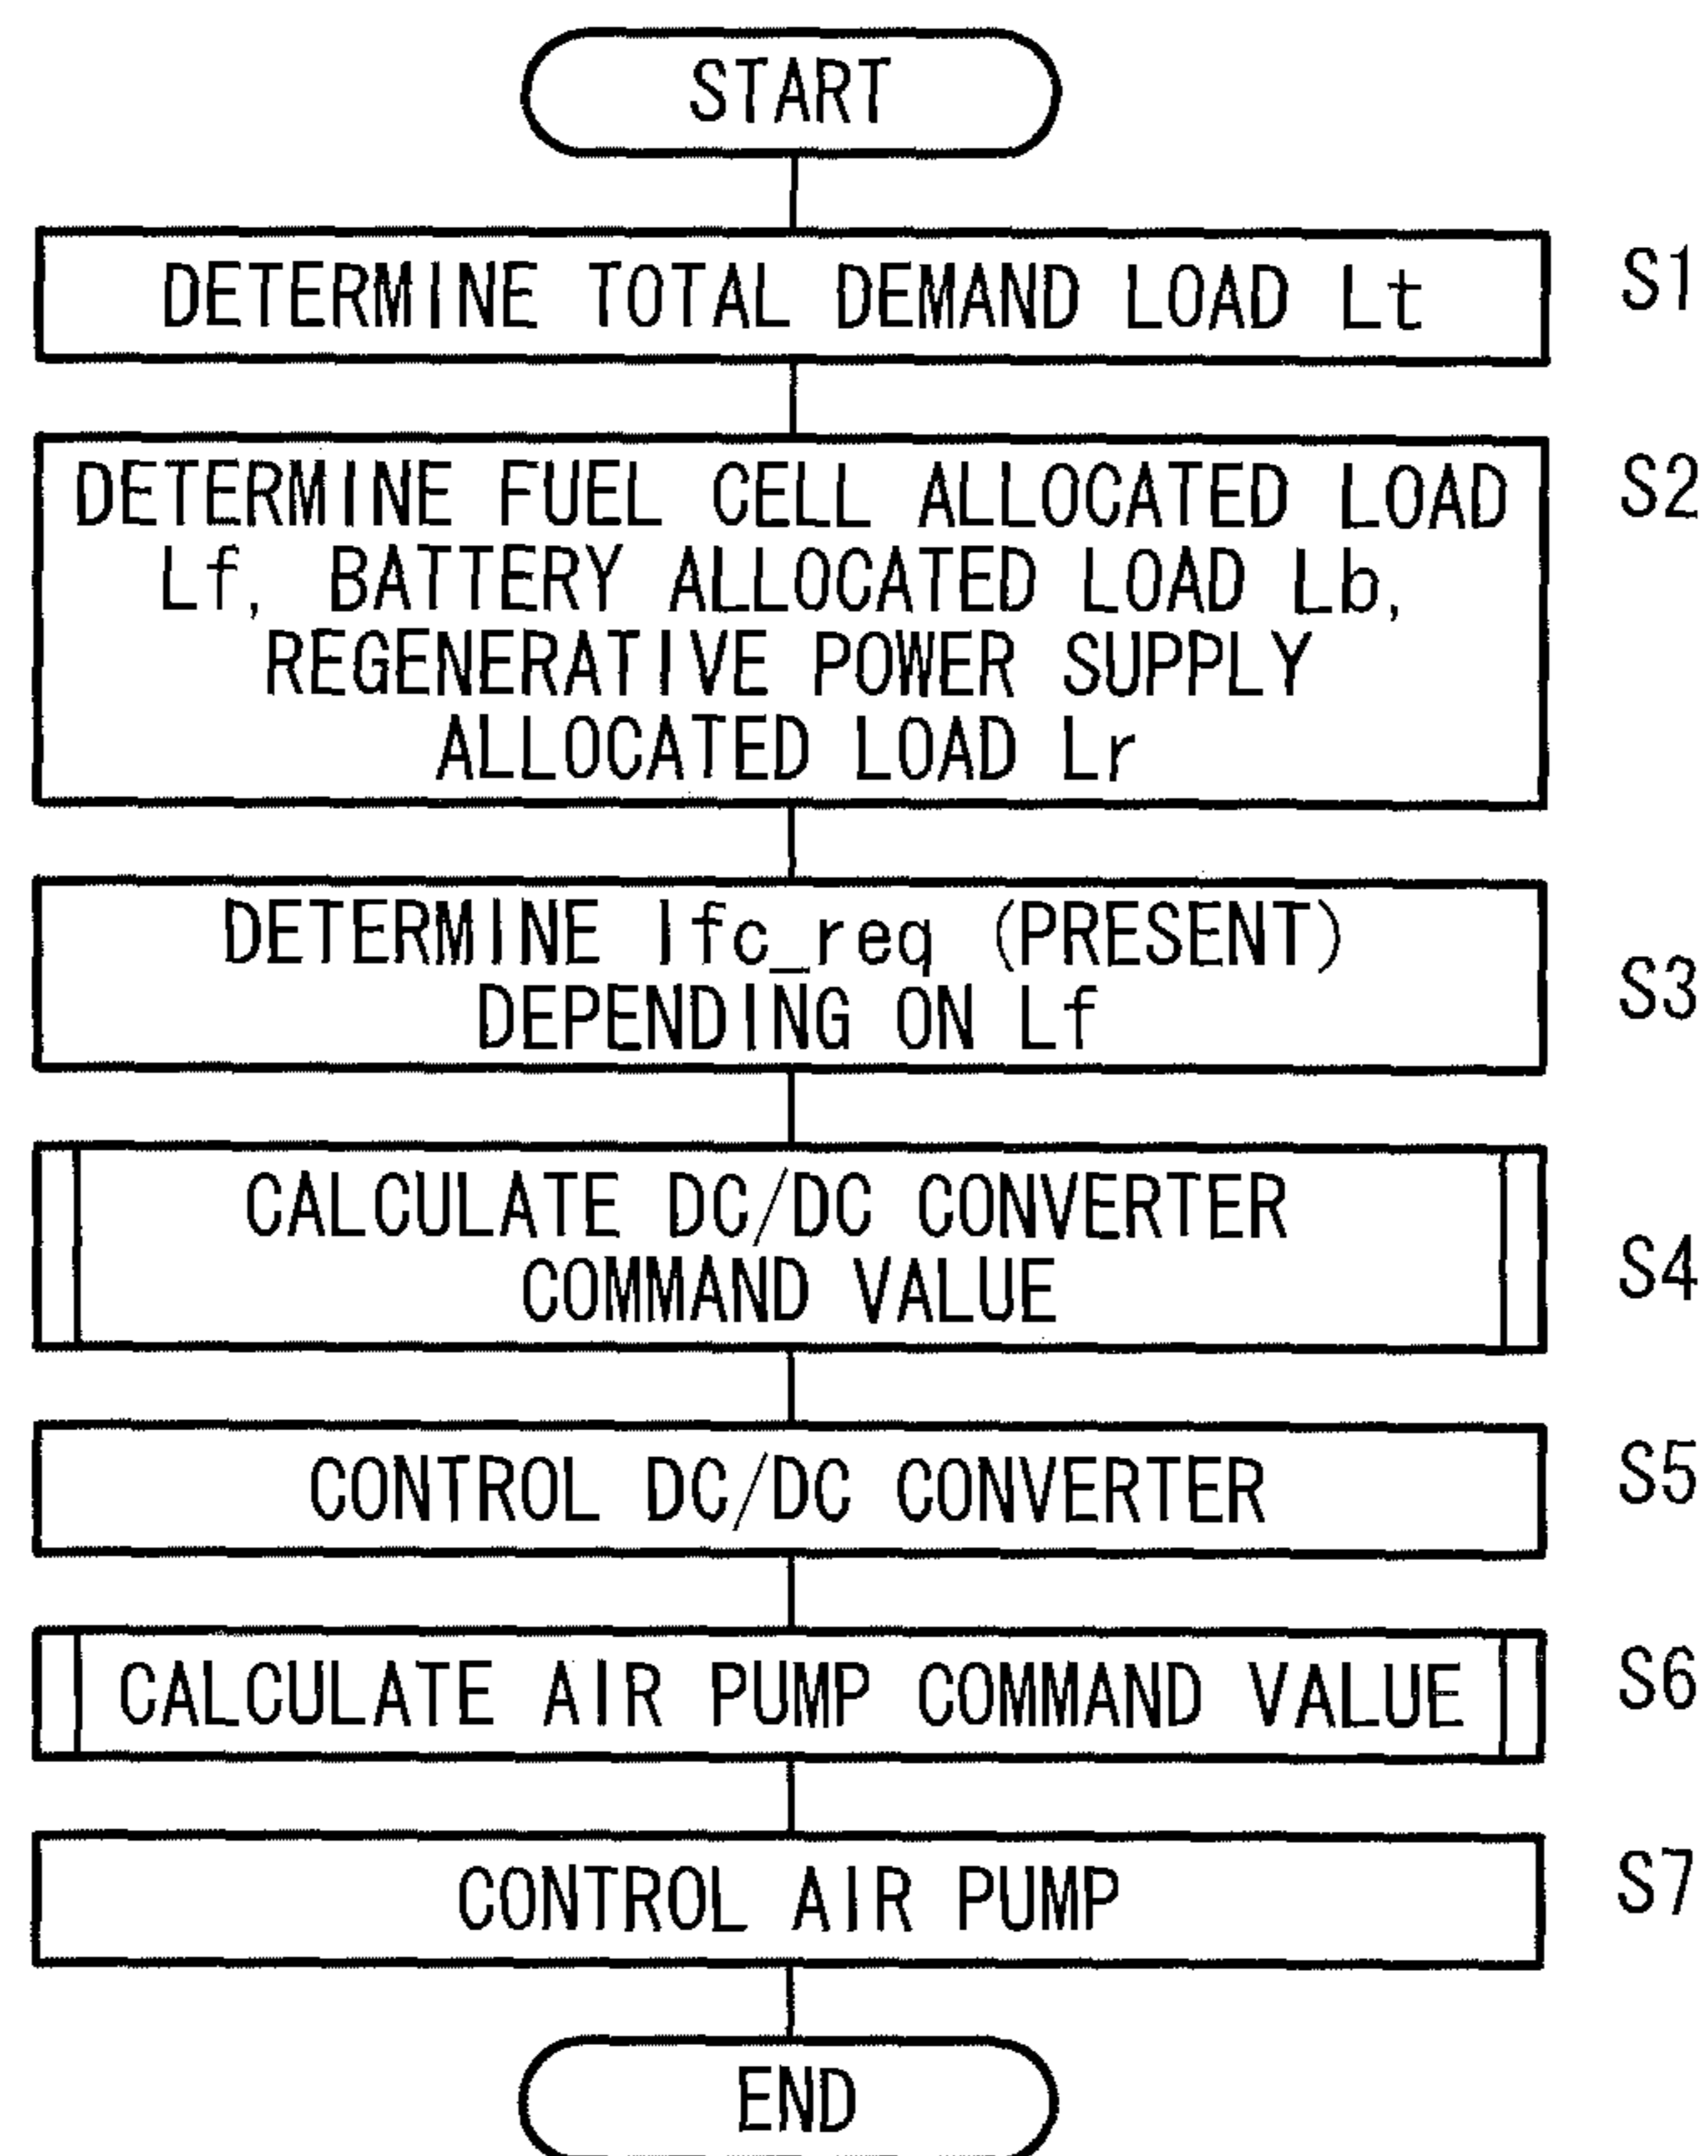 START
DETERMINE TOTAL DEMAND LOAD Lt
S1
DETERMINE FUEL CELL ALLOCATED LOAD
Lf, BATTERY ALLOCATED LOAD Lb,
REGENERATIVE POWER SUPPLY
ALLOCATED LOAD Lr
S2
DETERMINE Ifc_req (PRESENT)
DEPENDING ON Lf
S3
CALCULATE DC/DC CONVERTER
COMMAND VALUE
S4
CONTROL DC/DC CONVERTER
S5
CALCULATE AIR PUMP COMMAND VALUE
S6
CONTROL AIR PUMP
S7
END